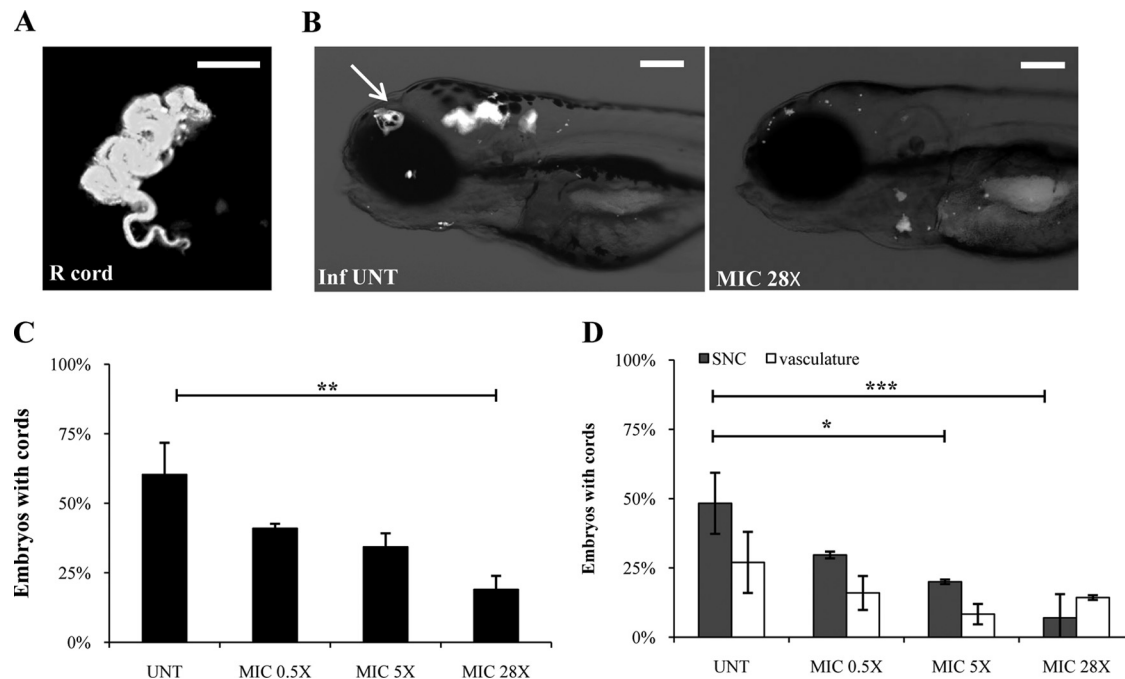 A
B
R cord
Inf UNT
MIC 28X
C
D
Embryos with cords
100%
75%
50%
25%
0%
**
UNT
MIC 0.5X
MIC 5X
MIC 28X
Embryos with cords
100%
75%
50%
25%
0%
SNC
vasculature
***
*
UNT
MIC 0.5X
MIC 5X
MIC 28X